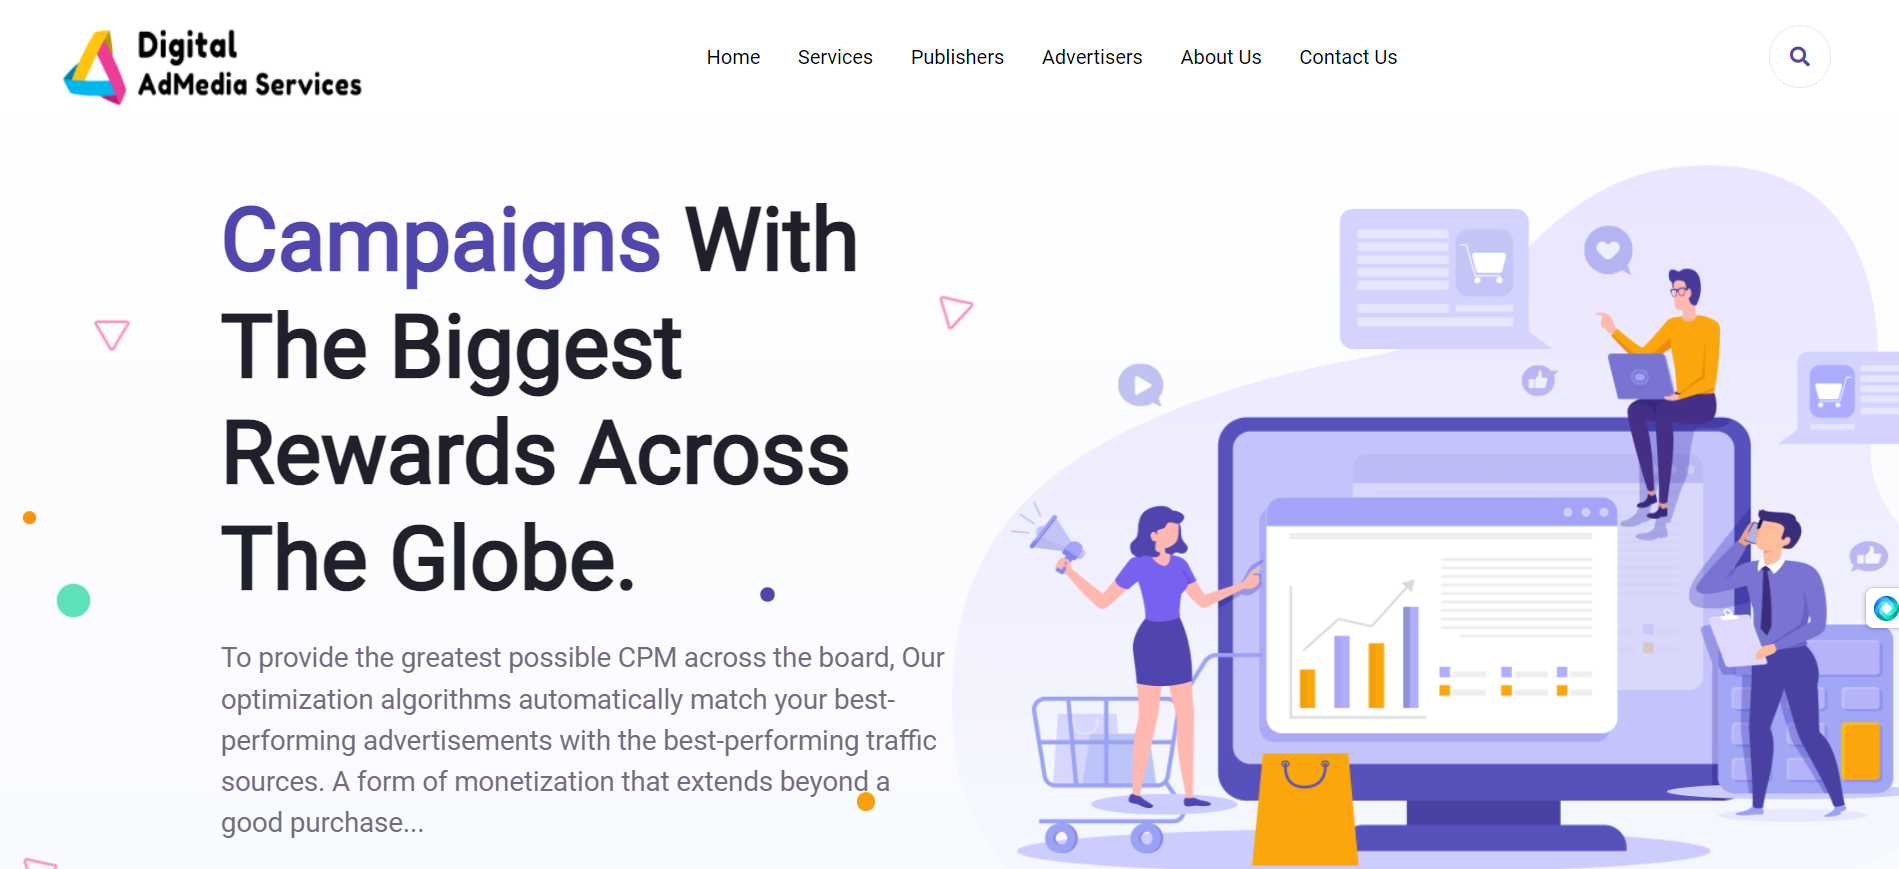 Digital
AdMedia Services
Home Services Publishers Advertisers About Us Contact Us
Campaigns With
The Biggest
Rewards Across
The Globe.
To provide the greatest possible CPM across the board, Our
optimization algorithms automatically match your best-
performing advertisements with the best-performing traffic
sources. A form of monetization that extends beyond a
good purchase...